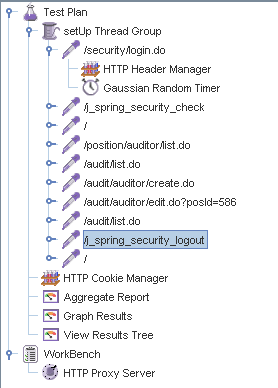 Test Plan
setUp Thread Group
/security/login.do
HTTP Header Manager
Gaussian Random Timer
/j_spring_security_check
/
/position/auditor/list.do
/audit/list.do
/audit/auditor/create.do
/audit/auditor/edit.do?posId=586
/audit/list.do
/j_spring_security_logout
/
HTTP Cookie Manager
Aggregate Report
Graph Results
View Results Tree
WorkBench
HTTP Proxy Server